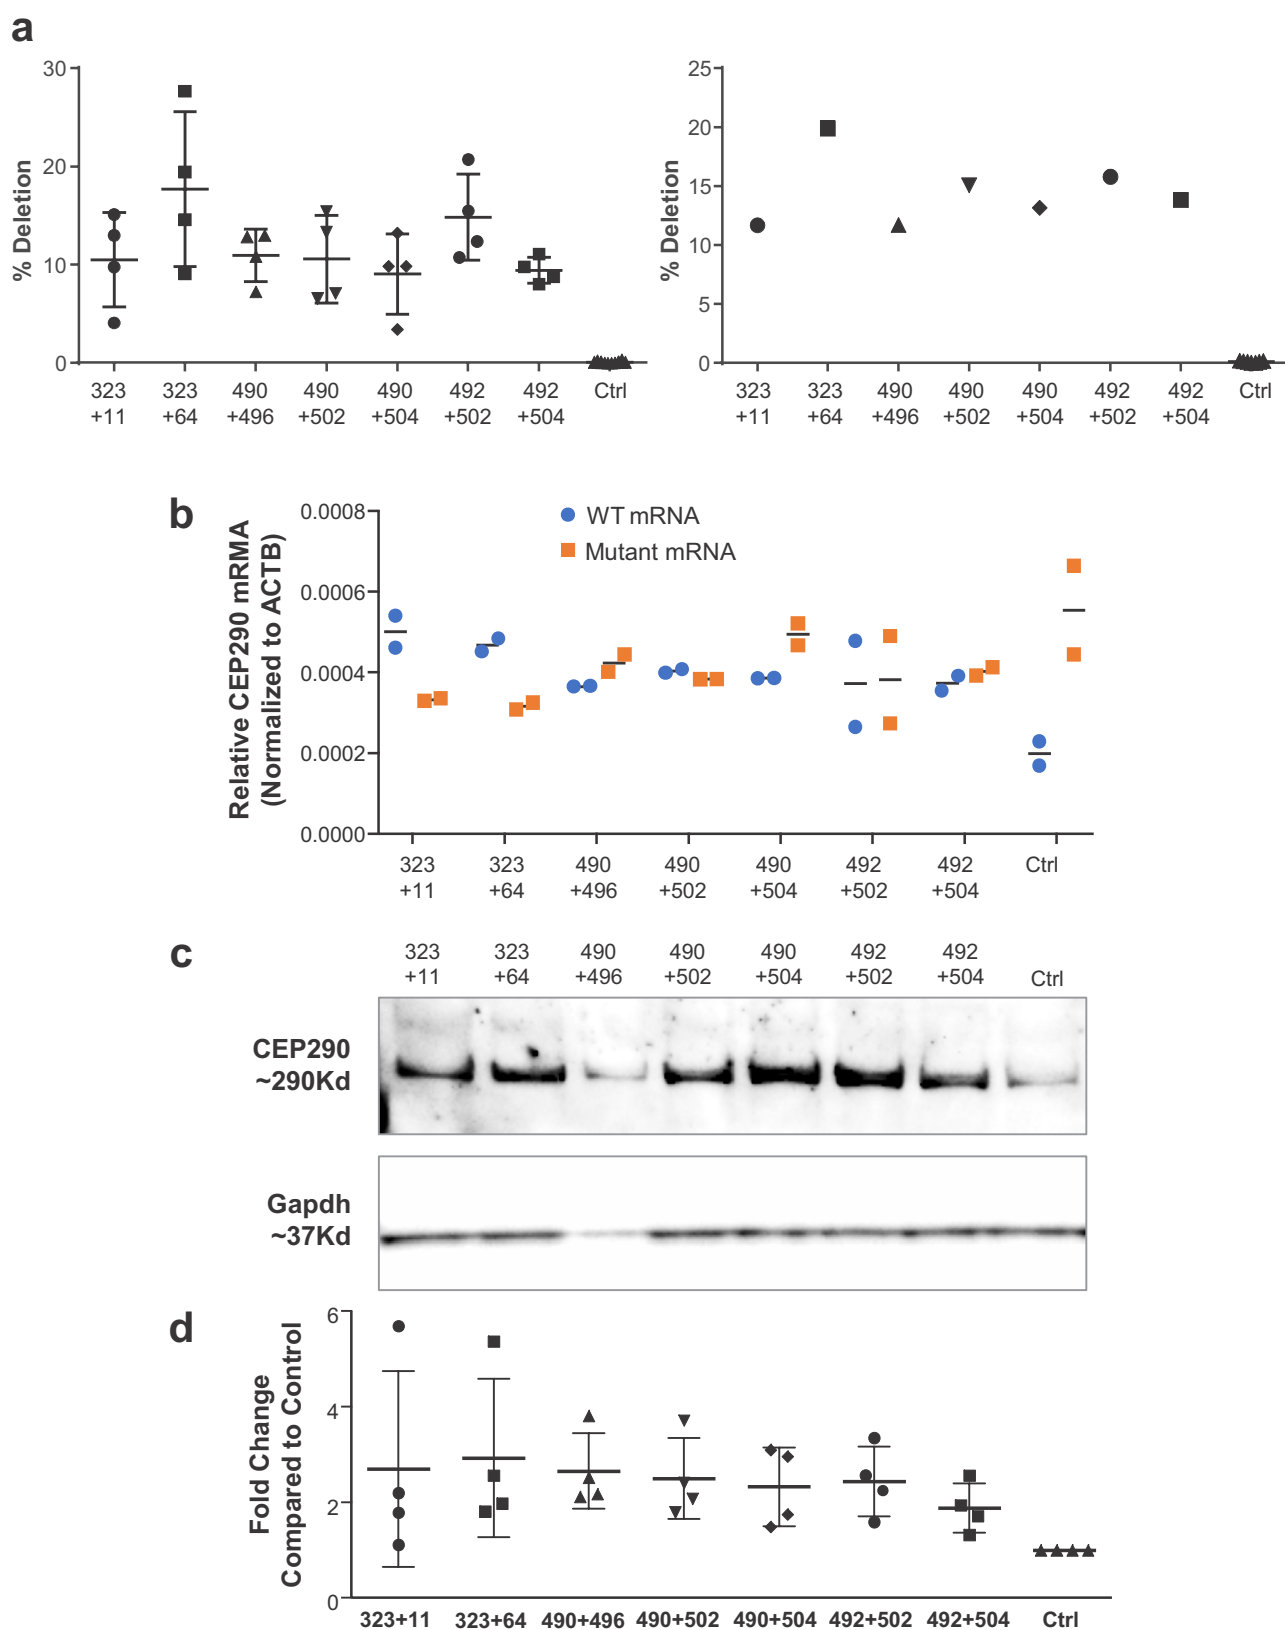 a
30
20
10
0
% Deletion
323 323 490 490 490 492 492 Ctrl
+11 +64 +496 +502 +504 +502 +504
25
20
15
10
5
0
% Deletion
323 323 490 490 490 492 492 Ctrl
+11 +64 +496 +502 +504 +502 +504
b
Relative CEP290 mRMA
(Normalized to ACTB)
0.0008
0.0006
0.0004
0.0002
0.0000
WT mRNA
Mutant mRNA
323 323 490 490 490 492 492 Ctrl
+11 +64 +496 +502 +504 +502 +504
c
323 323 490 490 490 492 492
+11 +64 +496 +502 +504 +502 +504 Ctrl
CEP290
~290Kd
Gapdh
~37Kd
d
Fold Change
Compared to Control
6
4
2
0
323+11 323+64 490+496 490+502 490+504 492+502 492+504 Ctrl